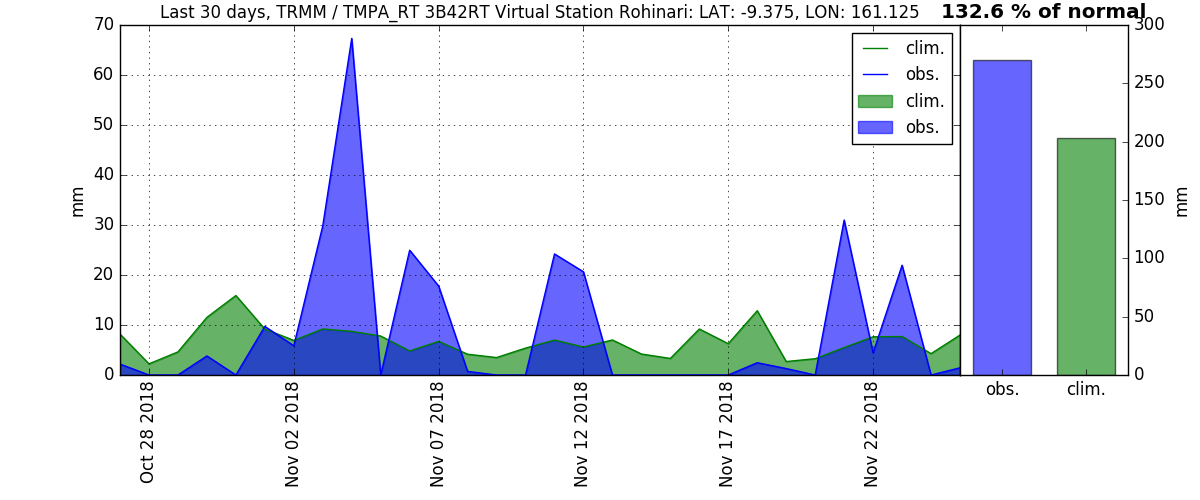 Last 30 days, TRMM / TMPA_RT 3B42RT Virtual Station Rohinari: LAT: -9.375, LON: 161.125
132.6 % of normal
70
60
50
40
30
20
10
0
mm
clim.
obs.
clim.
obs.
300
250
200
150
100
50
0
mm
obs.
clim.
Oct 28 2018
Nov 02 2018
Nov 07 2018
Nov 12 2018
Nov 17 2018
Nov 22 2018